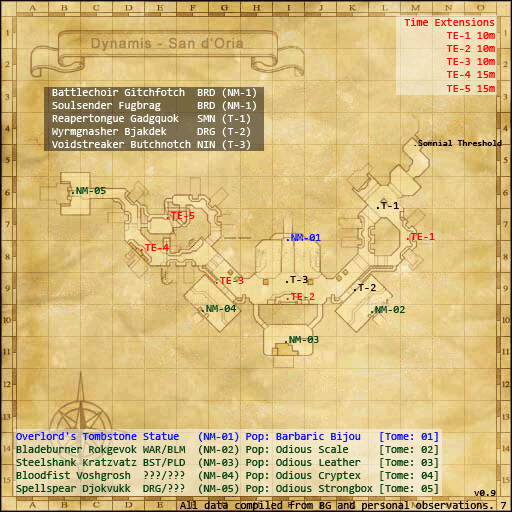 A B C D E F G H I J K L M N O
Dynamis - San d'Oria
Time Extensions
TE-1 10m
TE-2 10m
TE-3 10m
TE-4 15m
TE-5 15m
Battlechoir Gitchfotch BRD (NM-1)
Soulsender Fugbrag BRD (NM-1)
Reapertongue Gadgquok SMN (T-1)
Wyrmgnasher Bjakdek DRG (T-2)
Voidstreaker Butchnotch NIN (T-3)
1
2
3
4
5
6
7
8
9
10
11
12
13
14
15
Somnial Threshold
NM-05
T-1
TE-5
NM-01
TE-1
TE-4
TE-3
T-3
T-2
TE-2
NM-04
NM-02
NM-03
Overlord's Tombstone Statue (NM-01) Pop: Barbaric Bijou [Tome: 01]
Bladeburner Rokgevok WAR/BLM (NM-02) Pop: Odious Scale [Tome: 02]
Steelshank Kratzvatz BST/PLD (NM-03) Pop: Odious Leather [Tome: 03]
Bloodfist Voshgrosh ???/??? (NM-04) Pop: Odious Cryptex [Tome: 04]
Spellspear Djokvukk DRG/??? (NM-05) Pop: Odious Strongbox [Tome: 05]
v0.9
All data compiled from BG and personal observations. 7